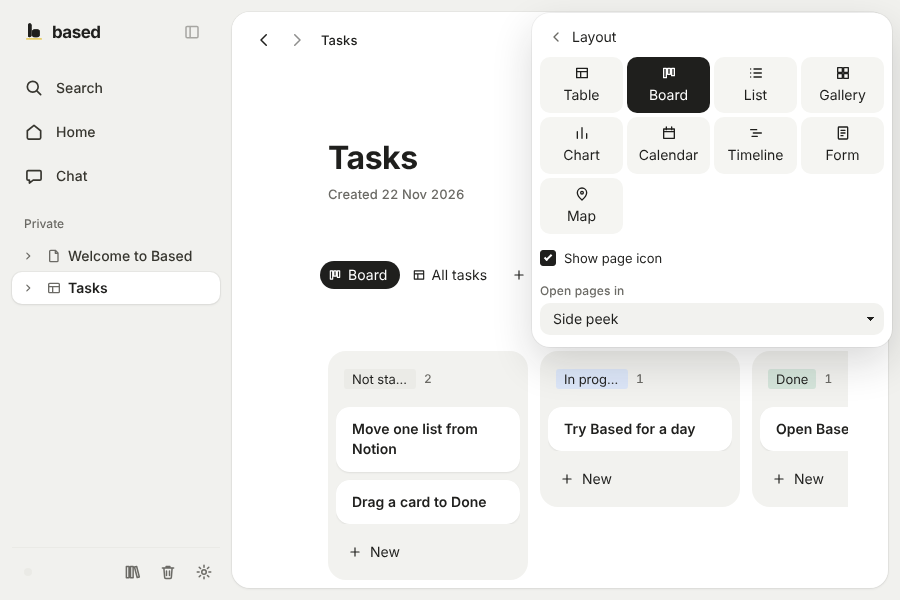 based
Search
Home
Chat
Private
Welcome to Based
Tasks
Tasks
Tasks
Created 22 Nov 2026
Board
All tasks
Layout
Table
Board
List
Gallery
Chart
Calendar
Timeline
Form
Map
Show page icon
Open pages in
Side peek
Not sta... 2
Move one list from
Notion
Drag a card to Done
New
In prog... 1
Try Based for a day
New
Done 1
Open Base
New